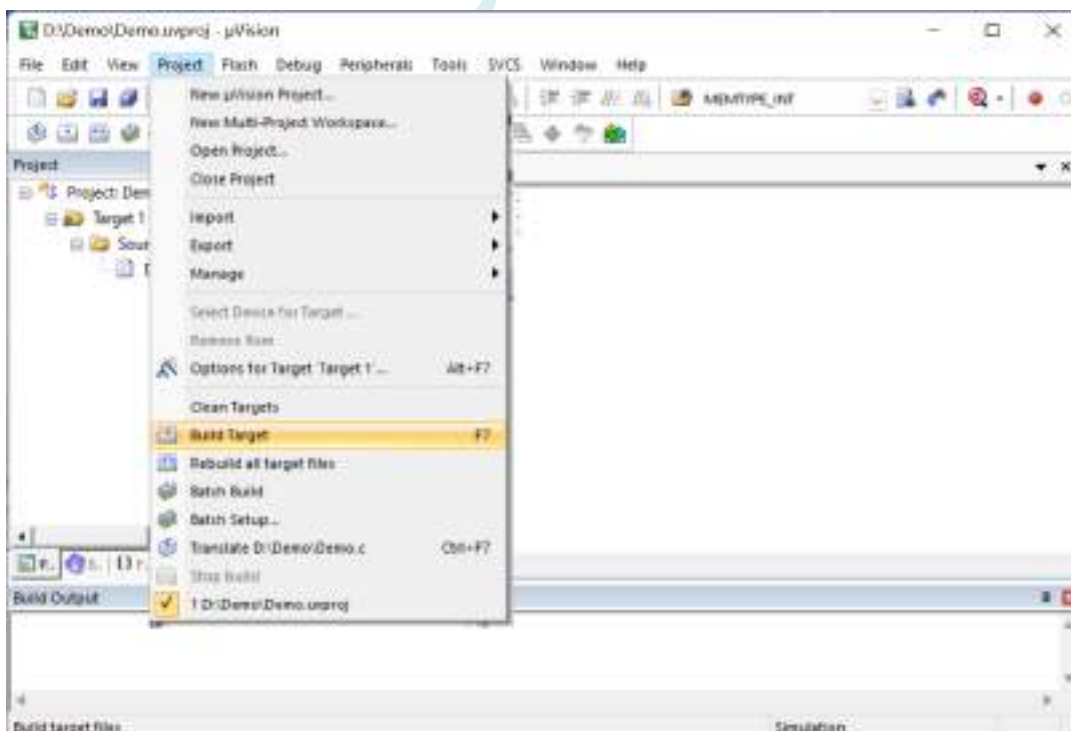 D:\Demo\Demo.uvproj - µVision
File Edit View Project Flash Debug Peripherals Tools SVCS Window Help
New µVision Project...
MEMTYPE_INT
New Multi-Project Workspace...
Project
Open Project...
Close Project
Project: Dem
Target 1
Import
Sour
Export
Manage
Select Device for Target ...
Remove Item
Options for Target 'Target 1'... Alt+F7
Clean Targets
Build Target F7
Rebuild all target files
Batch Build
Batch Setup...
Translate D:\Demo\Demo.c Ctrl+F7
Stop build
Build Output
1 D:\Demo\Demo.uvproj
Build target files
Simulation